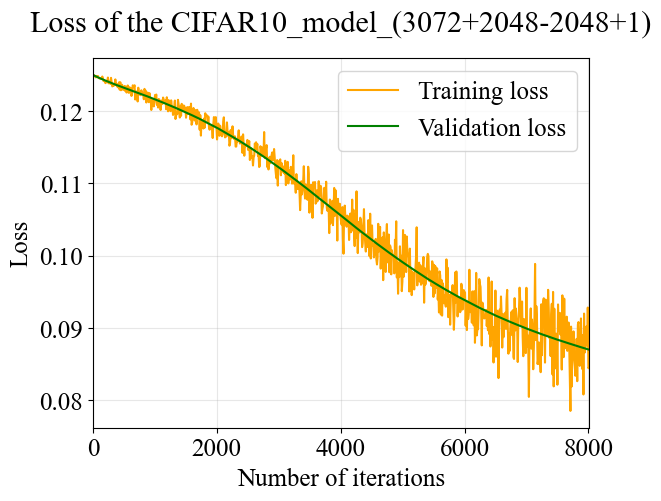 Loss of the CIFAR10_model_(3072+2048-2048+1)
Training loss
Validation loss
0.12
0.11
0.10
0.09
0.08
Loss
0
2000
4000
6000
8000
Number of iterations